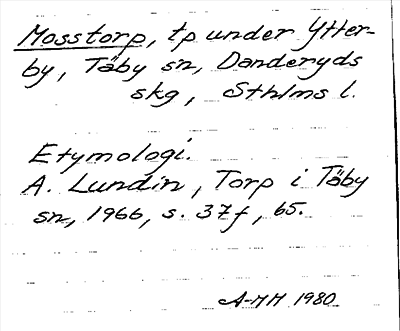 Mosstorp, tp under Ytter-
by, Täby sn, Danderyds
skg, Sthlms l.
Etymologi.
A. Lundin, Torp i Täby
sn, 1966, s. 37f, 65.
A-MH 1980